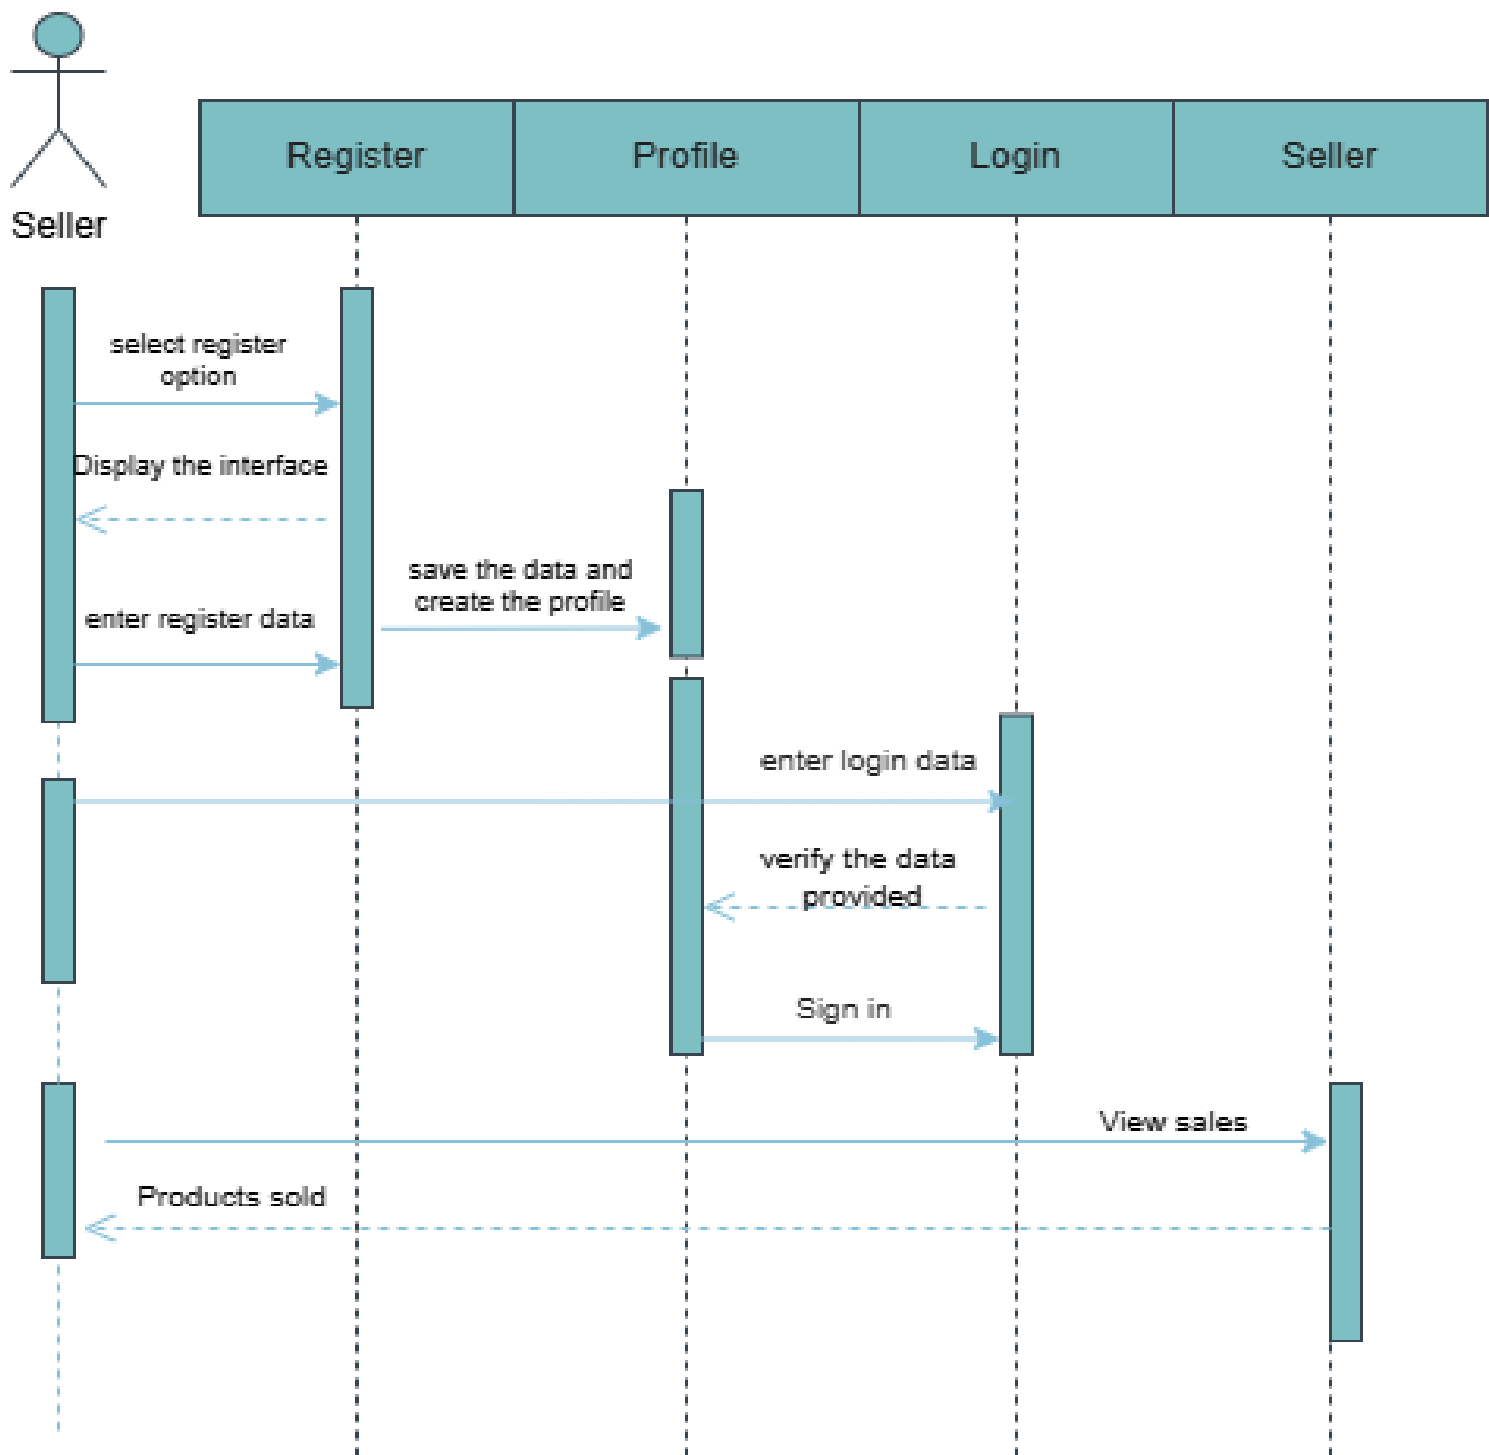 Register
Profile
Login
Seller
Seller
select register
option
Display the interface
save the data and
create the profile
enter register data
enter login data
verify the data
provided
Sign in
View sales
Products sold